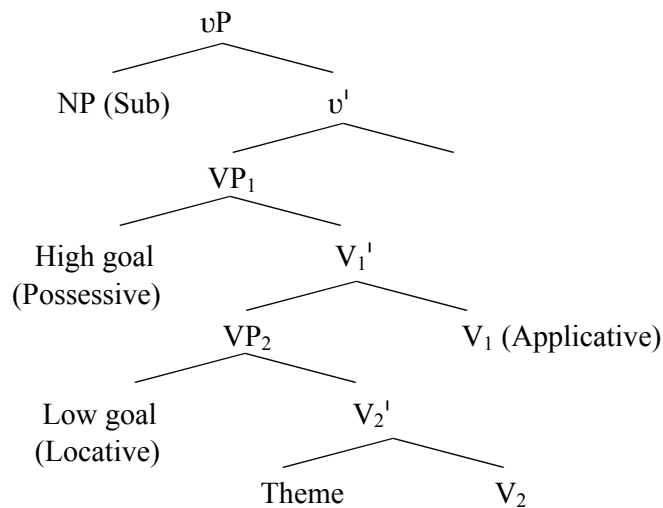 υP
NP (Sub) υ'
VP₁
High goal V₁'
(Possessive)
VP₂ V₁ (Applicative)
Low goal V₂'
(Locative)
Theme V₂